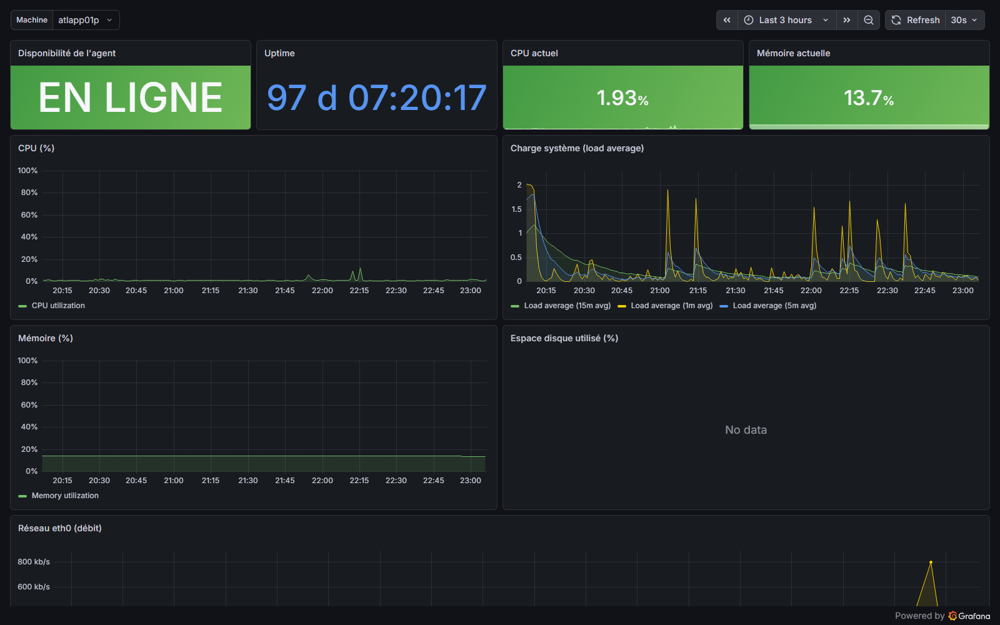 Machine atlapp01p
Last 3 hours
Refresh 30s
Disponibilité de l'agent
EN LIGNE
Uptime
97 d 07:20:17
CPU actuel
1.93%
Mémoire actuelle
13.7%
CPU (%)
100%
80%
60%
40%
20%
0%
20:15 20:30 20:45 21:00 21:15 21:30 21:45 22:00 22:15 22:30 22:45 23:00
CPU utilization
Charge système (load average)
2
1.5
1
0.5
0
20:15 20:30 20:45 21:00 21:15 21:30 21:45 22:00 22:15 22:30 22:45 23:00
Load average (15m avg) Load average (1m avg) Load average (5m avg)
Mémoire (%)
100%
80%
60%
40%
20%
0%
20:15 20:30 20:45 21:00 21:15 21:30 21:45 22:00 22:15 22:30 22:45 23:00
Memory utilization
Espace disque utilisé (%)
No data
Réseau eth0 (débit)
800 kb/s
600 kb/s
Powered by Grafana